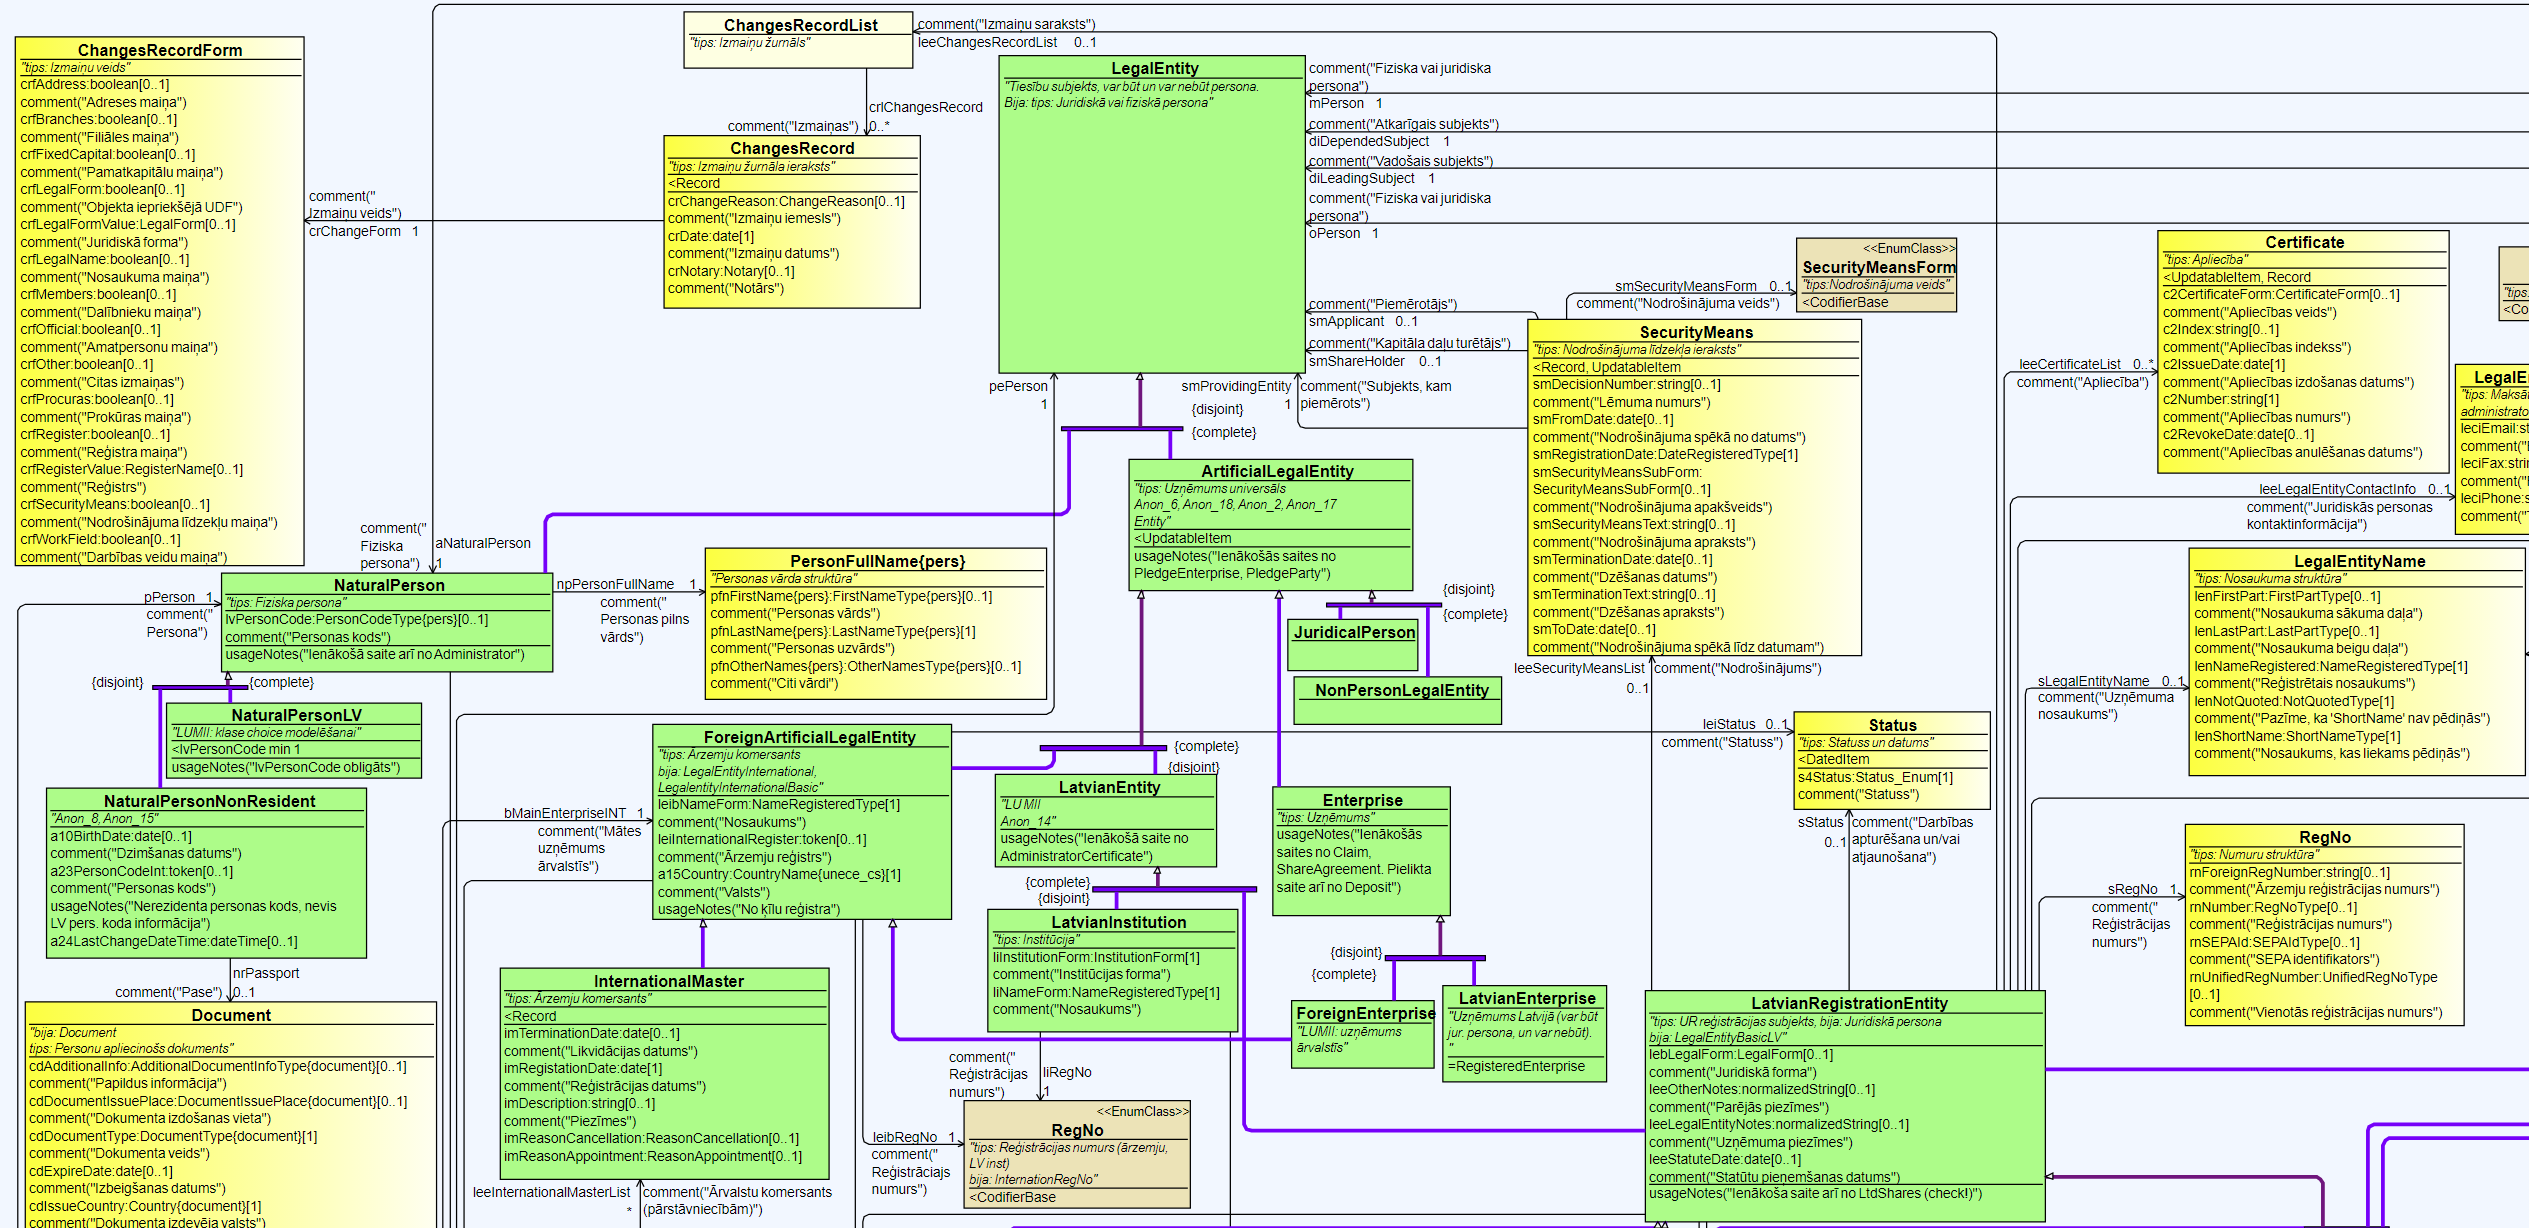 ChangesRecordForm
"tips: Izmaiņu veids"
crfAddress:boolean[0..1]
comment("Adreses maiņa")
crfBranches:boolean[0..1]
comment("Filiāles maiņa")
crfFixedCapital:boolean[0..1]
comment("Pamatkapitālu maiņa")
crfLegalForm:boolean[0..1]
comment("Objekta iepriekšējā UDF")
crfLegalFormValue:LegalForm[0..1]
comment("Juridiskā forma")
crfLegalName:boolean[0..1]
comment("Nosaukuma maiņa")
crfMembers:boolean[0..1]
comment("Dalībnieku maiņa")
crfOfficial:boolean[0..1]
comment("Amatpersonu maiņa")
crfOther:boolean[0..1]
comment("Citas izmaiņas")
crfProcuras:boolean[0..1]
comment("Prokūras maiņa")
crfRegister:boolean[0..1]
comment("Reģistra maiņa")
crfRegisterValue:RegisterName[0..1]
comment("Reģistrs")
crfSecurityMeans:boolean[0..1]
comment("Nodrošinājuma līdzekļu maiņa")
crfWorkField:boolean[0..1]
comment("Darbības veidu maiņa")
ChangesRecordList
"tips: Izmaiņu žurnāls"
comment("Izmaiņu saraksts")
leeChangesRecordList 0..1
crlChangesRecord
comment("Izmaiņas") 0..*
ChangesRecord
"tips: Izmaiņu žurnāla ieraksts"
<Record
crChangeReason:ChangeReason[0..1]
comment("Izmaiņu iemesls")
crDate:date[1]
comment("Izmaiņu datums")
crNotary:Notary[0..1]
comment("Notārs")
comment("
Izmaiņu veids")
crChangeForm 1
LegalEntity
"Tiesību subjekts, var būt un var nebūt persona.
Bija: tips: Juridiskā vai fiziskā persona"
comment("Fiziska vai juridiska
persona")
mPerson 1
comment("Atkarīgais subjekts")
diDependedSubject 1
comment("Vadošais subjekts")
diLeadingSubject 1
comment("Fiziska vai juridiska
persona")
oPerson 1
comment("Piemērotājs")
smApplicant 0..1
comment("Kapitāla daļu turētājs")
smShareHolder 0..1
pePerson
1
smProvidingEntity
1
comment("Subjekts, kam
piemērots")
{disjoint}
{complete}
smSecurityMeansForm 0..1
comment("Nodrošinājuma veids")
<<EnumClass>>
SecurityMeansForm
"tips:Nodrošinājuma veids"
<CodifierBase
SecurityMeans
"tips: Nodrošinājuma līdzekļa ieraksts"
<Record, UpdatableItem
smDecisionNumber:string[0..1]
comment("Lēmuma numurs")
smFromDate:date[0..1]
comment("Nodrošinājuma spēkā no datums")
smRegistrationDate:DateRegisteredType[1]
smSecurityMeansSubForm:
SecurityMeansSubForm[0..1]
comment("Nodrošinājuma apakšveids")
smSecurityMeansText:string[0..1]
comment("Nodrošinājuma apraksts")
smTerminationDate:date[0..1]
comment("Dzēšanas datums")
smTerminationText:string[0..1]
comment("Dzēšanas apraksts")
smToDate:date[0..1]
comment("Nodrošinājuma spēkā līdz datumam")
leeSecurityMeansList
0..1
comment("Nodrošinājums")
Certificate
"tips: Apliecība"
<UpdatableItem, Record
c2CertificateForm:CertificateForm[0..1]
comment("Apliecības veids")
c2Index:string[0..1]
comment("Apliecības indekss")
c2IssueDate:date[1]
comment("Apliecības izdošanas datums")
c2Number:string[1]
comment("Apliecības numurs")
c2RevokeDate:date[0..1]
comment("Apliecības anulēšanas datums")
leeCertificateList 0..*
comment("Apliecība")
"tips:
<Co
LegalE
"tips: Maksāt
administrato
leciEmail:st
comment("
leciFax:strin
comment("
leciPhone:s
comment("
leeLegalEntityContactInfo 0..1
comment("Juridiskās personas
kontaktinformācija")
LegalEntityName
"tips: Nosaukuma struktūra"
lenFirstPart:FirstPartType[0..1]
comment("Nosaukuma sākuma daļa")
lenLastPart:LastPartType[0..1]
comment("Nosaukuma beigu daļa")
lenNameRegistered:NameRegisteredType[1]
comment("Reģistrētais nosaukums")
lenNotQuoted:NotQuotedType[1]
comment("Pazīme, ka 'ShortName' nav pēdiņās")
lenShortName:ShortNameType[1]
comment("Nosaukums, kas liekams pēdiņās")
sLegalEntityName 0..1
comment("Uzņēmuma
nosaukums")
ArtificialLegalEntity
"tips: Uzņēmums universāls
Anon_6, Anon_18, Anon_2, Anon_17
Entity"
<UpdatableItem
usageNotes("Ienākošās saites no
PledgeEnterprise, PledgeParty")
{disjoint}
{complete}
JuridicalPerson
NonPersonLegalEntity
comment("
Fiziska
persona")
aNaturalPerson
1
NaturalPerson
"tips: Fiziska persona"
lvPersonCode:PersonCodeType{pers}[0..1]
comment("Personas kods")
usageNotes("Ienākošā saite arī no Administrator")
pPerson 1
comment("
Persona")
npPersonFullName 1
comment("
Personas pilns
vārds")
PersonFullName{pers}
"Personas vārda struktūra"
pfnFirstName{pers}:FirstNameType{pers}[0..1]
comment("Personas vārds")
pfnLastName{pers}:LastNameType{pers}[1]
comment("Personas uzvārds")
pfnOtherNames{pers}:OtherNamesType{pers}[0..1]
comment("Citi vārdi")
{disjoint}
{complete}
NaturalPersonLV
"LUMII: klase choice modelēšanai"
<lvPersonCode min 1
usageNotes("lvPersonCode obligāts")
NaturalPersonNonResident
"Anon_8, Anon_15"
a10BirthDate:date[0..1]
comment("Dzimšanas datums")
a23PersonCodeInt:token[0..1]
comment("Personas kods")
usageNotes("Nerezidenta personas kods, nevis
LV pers. koda informācija")
a24LastChangeDateTime:dateTime[0..1]
nrPassport
comment("Pase") 0..1
Document
"bija: Document
tips: Personu apliecinošs dokuments"
cdAdditionalInfo:AdditionalDocumentInfoType{document}[0..1]
comment("Papildus informācija")
cdDocumentIssuePlace:DocumentIssuePlace{document}[0..1]
comment("Dokumenta izdošanas vieta")
cdDocumentType:DocumentType{document}[1]
comment("Dokumenta veids")
cdExpireDate:date[0..1]
comment("Izbeigšanas datums")
cdIssueCountry:Country{document}[1]
comment("Dokumenta izdevēja valsts")
ForeignArtificialLegalEntity
"tips: Ārzemju komersants
bija: LegalEntityInternational,
LegalentityInternationalBasic"
leibNameForm:NameRegisteredType[1]
comment("Nosaukums")
leiInternationalRegister:token[0..1]
comment("Ārzemju reģistrs")
a15Country:CountryName{unece_cs}[1]
comment("Valsts")
usageNotes("No ķīlu reģistra")
bMainEnterpriseINT 1
comment("Mātes
uzņēmums
ārvalstīs")
leiStatus 0..1
comment("Statuss")
Status
"tips: Statuss un datums"
<DatedItem
s4Status:Status_Enum[1]
comment("Statuss")
sStatus
0..1
comment("Darbības
apturēšana un/vai
atjaunošana")
{complete}
{disjoint}
LatvianEntity
"LU MII
Anon_14"
usageNotes("Ienākošā saite no
AdministratorCertificate")
{complete}
{disjoint}
Enterprise
"tips: Uzņēmums"
usageNotes("Ienākošās
saites no Claim,
ShareAgreement. Pielikta
saite arī no Deposit")
{disjoint}
{complete}
LatvianInstitution
"tips: Institūcija"
liInstitutionForm:InstitutionForm[1]
comment("Institūcijas forma")
liNameForm:NameRegisteredType[1]
comment("Nosaukums")
InternationalMaster
"tips: Ārzemju komersants"
<Record
imTerminationDate:date[0..1]
comment("Likvidācijas datums")
imRegistationDate:date[1]
comment("Reģistrācijas datums")
imDescription:string[0..1]
comment("Piezīmes")
imReasonCancellation:ReasonCancellation[0..1]
imReasonAppointment:ReasonAppointment[0..1]
leeInternationalMasterList
*
comment("Ārvalstu komersants
(pārstāvniecībām)")
comment("
Reģistrācijas
numurs")
liRegNo
1
leibRegNo 1
comment("
Reģistrāciajs
numurs")
<<EnumClass>>
RegNo
"tips: Reģistrācijas numurs (ārzemju,
LV inst)
bija: InternationRegNo"
<CodifierBase
ForeignEnterprise
"LUMII: uzņēmums
ārvalstīs"
LatvianEnterprise
"Uzņēmums Latvijā (var būt
jur. persona, un var nebūt).
"
=RegisteredEnterprise
LatvianRegistrationEntity
"tips: UR reģistrācijas subjekts, bija: Juridiskā persona
bija: LegalEntityBasicLV"
lebLegalForm:LegalForm[0..1]
comment("Juridiskā forma")
leeOtherNotes:normalizedString[0..1]
comment("Parējās piezīmes")
leeLegalEntityNotes:normalizedString[0..1]
comment("Uzņēmuma piezīmes")
leeStatuteDate:date[0..1]
comment("Statūtu pieņemšanas datums")
usageNotes("Ienākoša saite arī no LtdShares (check!)")
sRegNo 1
comment("
Reģistrācijas
numurs")
RegNo
"tips: Numuru struktūra"
rnForeignRegNumber:string[0..1]
comment("Ārzemju reģistrācijas numurs")
rnNumber:RegNoType[0..1]
comment("Reģistrācijas numurs")
rnSEPAId:SEPAIdType[0..1]
comment("SEPA identifikators")
rnUnifiedRegNumber:UnifiedRegNoType
[0..1]
comment("Vienotās reģistrācijas numurs")